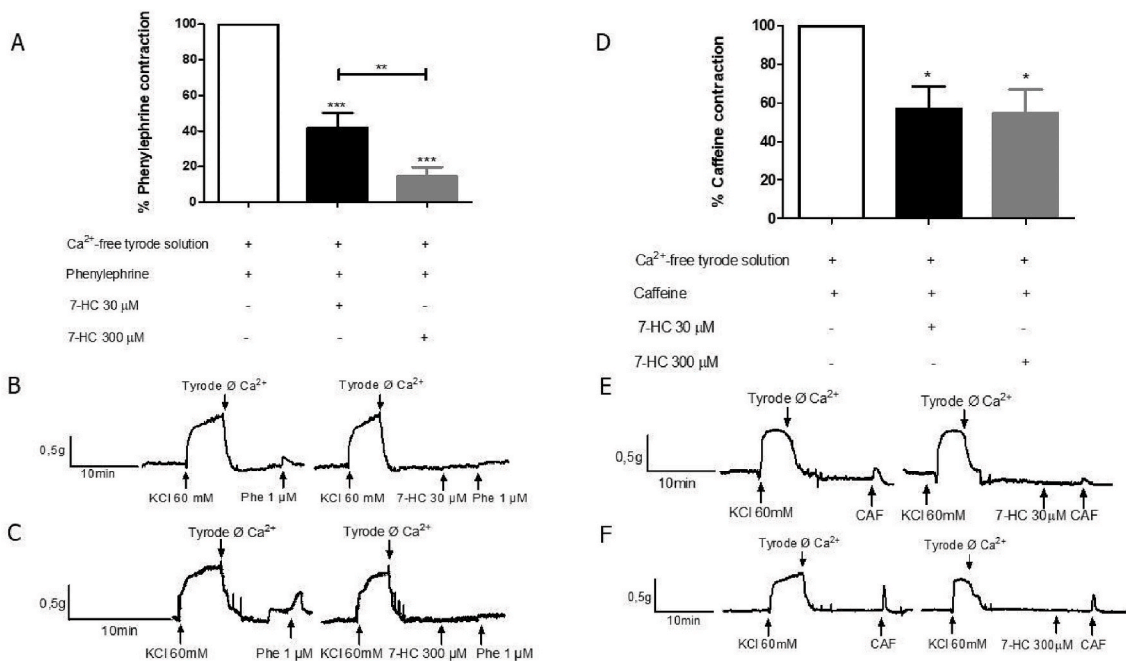 A
% Phenylephrine contraction
100
80
60
40
20
0
**
***
***
Ca²⁺-free tyrode solution + + +
Phenylephrine + + +
7-HC 30 µM - + -
7-HC 300 µM - - +
B
Tyrode Ø Ca²⁺ Tyrode Ø Ca²⁺
0,5g
10min
KCl 60 mM Phe 1 µM KCl 60 mM 7-HC 30 µM Phe 1 µM
C
Tyrode Ø Ca²⁺ Tyrode Ø Ca²⁺
0,5g
10min
KCl 60mM Phe 1 µM KCl 60mM 7-HC 300 µM Phe 1 µM
D
% Caffeine contraction
100
80
60
40
20
0
* *
Ca²⁺-free tyrode solution + + +
Caffeine + + +
7-HC 30 µM - + -
7-HC 300 µM - - +
E
Tyrode Ø Ca²⁺ Tyrode Ø Ca²⁺
0,5g
10min
KCl 60mM CAF KCl 60mM 7-HC 30µM CAF
F
Tyrode Ø Ca²⁺ Tyrode Ø Ca²⁺
0,5g
10min
KCl 60mM CAF KCl 60mM 7-HC 300µM CAF